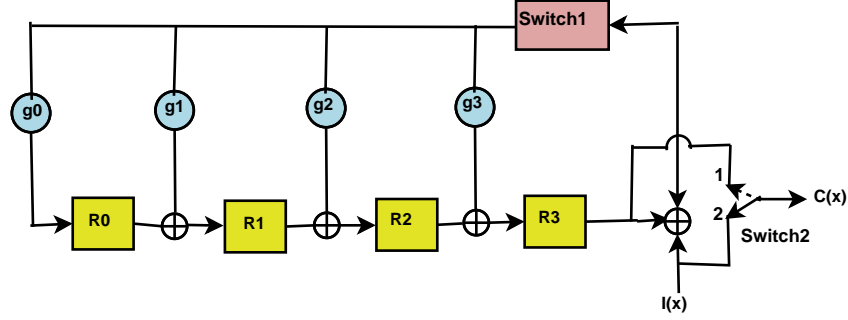 Switch1
g0
g1
g2
g3
R0
R1
R2
R3
1
2
C(x)
Switch2
I(x)